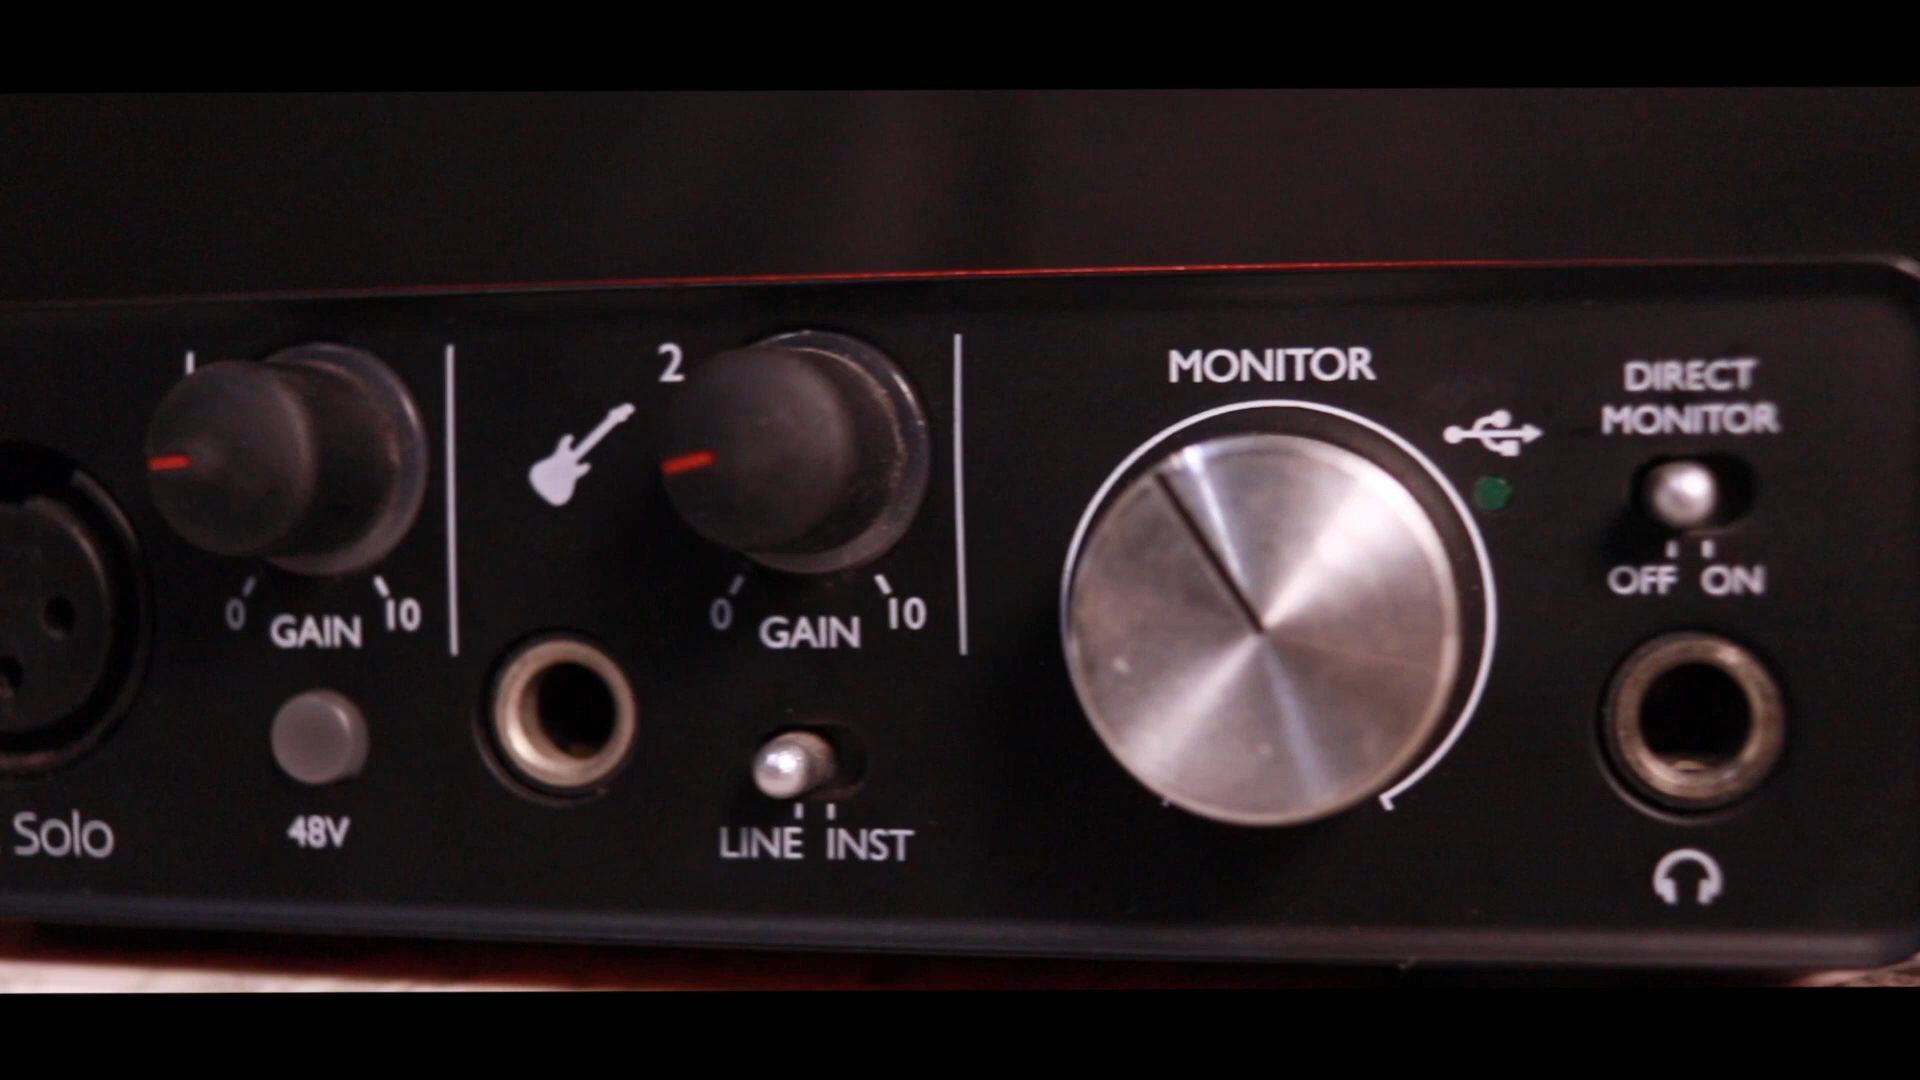 1
2
MONITOR
DIRECT
MONITOR
OFF ON
0 GAIN 10
0 GAIN 10
48V
LINE INST
Solo